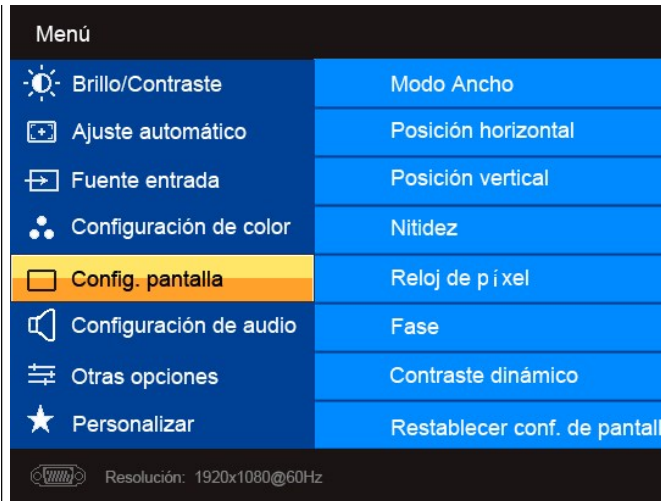 Menú
Brillo/Contraste
Ajuste automático
Fuente entrada
Configuración de color
Config. pantalla
Configuración de audio
Otras opciones
Personalizar
Modo Ancho
Posición horizontal
Posición vertical
Nitidez
Reloj de píxel
Fase
Contraste dinámico
Restablecer conf. de pantall
Resolución: 1920x1080@60Hz